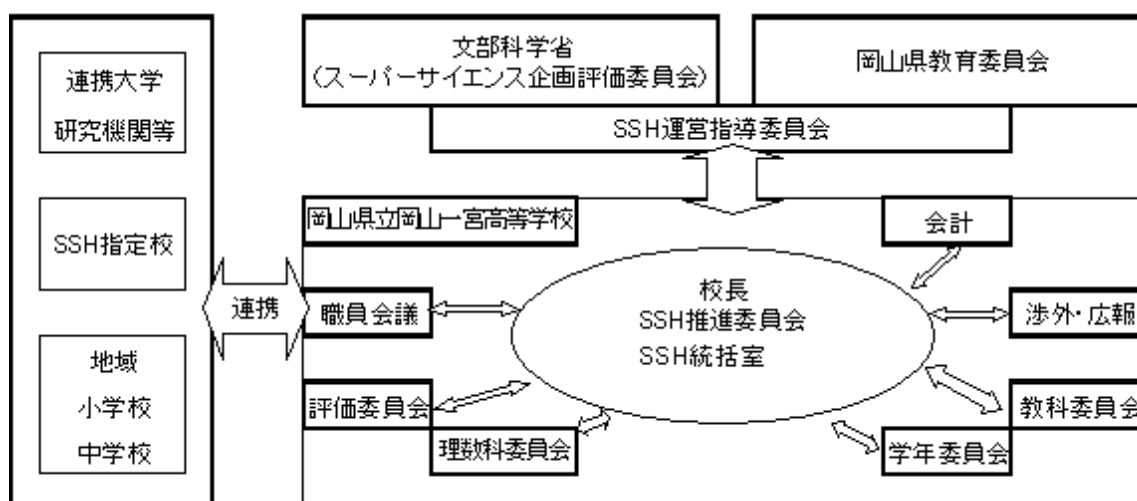 連携大学
研究機関等
SSH指定校
地域
小学校
中学校
連携
文部科学省
(スーパーサイエンス企画評価委員会)
岡山県教育委員会
SSH運営指導委員会
岡山県立岡山一宮高等学校
会計
校長
SSH推進委員会
SSH統括室
職員会議
渉外・広報
評価委員会
教科委員会
理数科委員会
学年委員会